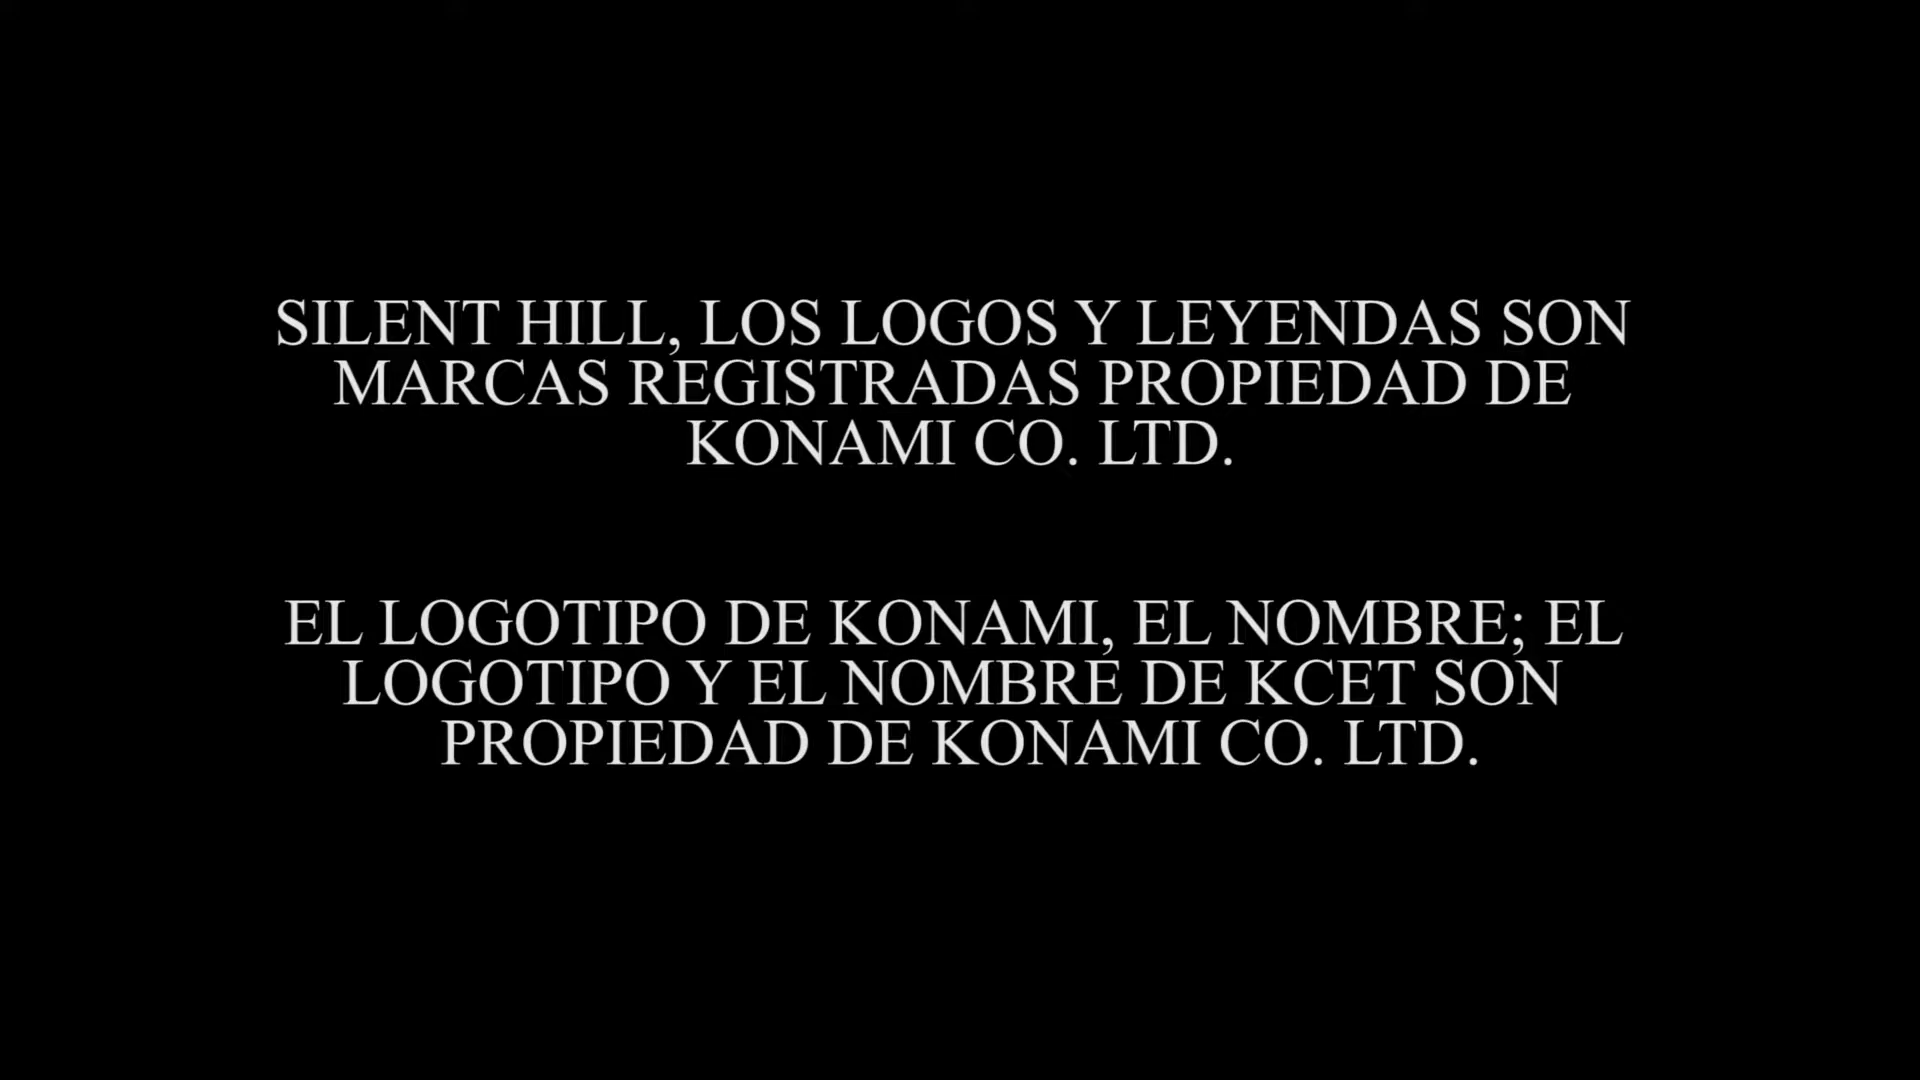 SILENT HILL, LOS LOGOS Y LEYENDAS SON
MARCAS REGISTRADAS PROPIEDAD DE
KONAMI CO. LTD.
EL LOGOTIPO DE KONAMI, EL NOMBRE; EL
LOGOTIPO Y EL NOMBRE DE KCET SON
PROPIEDAD DE KONAMI CO. LTD.